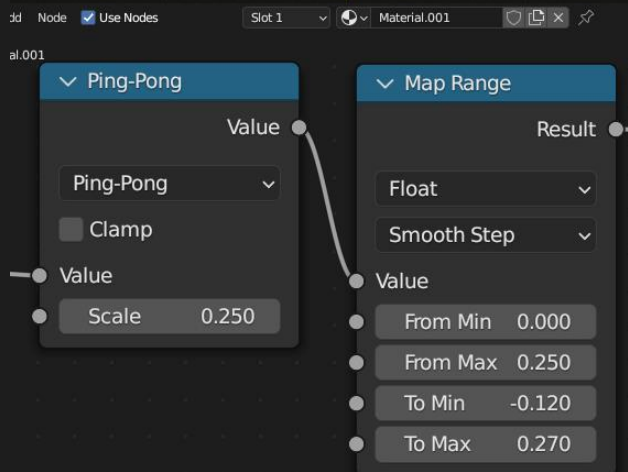 dd Node Use Nodes Slot 1 Material.001
al.001
Ping-Pong
Value
Ping-Pong
Clamp
Value
Scale 0.250
Map Range
Result
Float
Smooth Step
Value
From Min 0.000
From Max 0.250
To Min -0.120
To Max 0.270